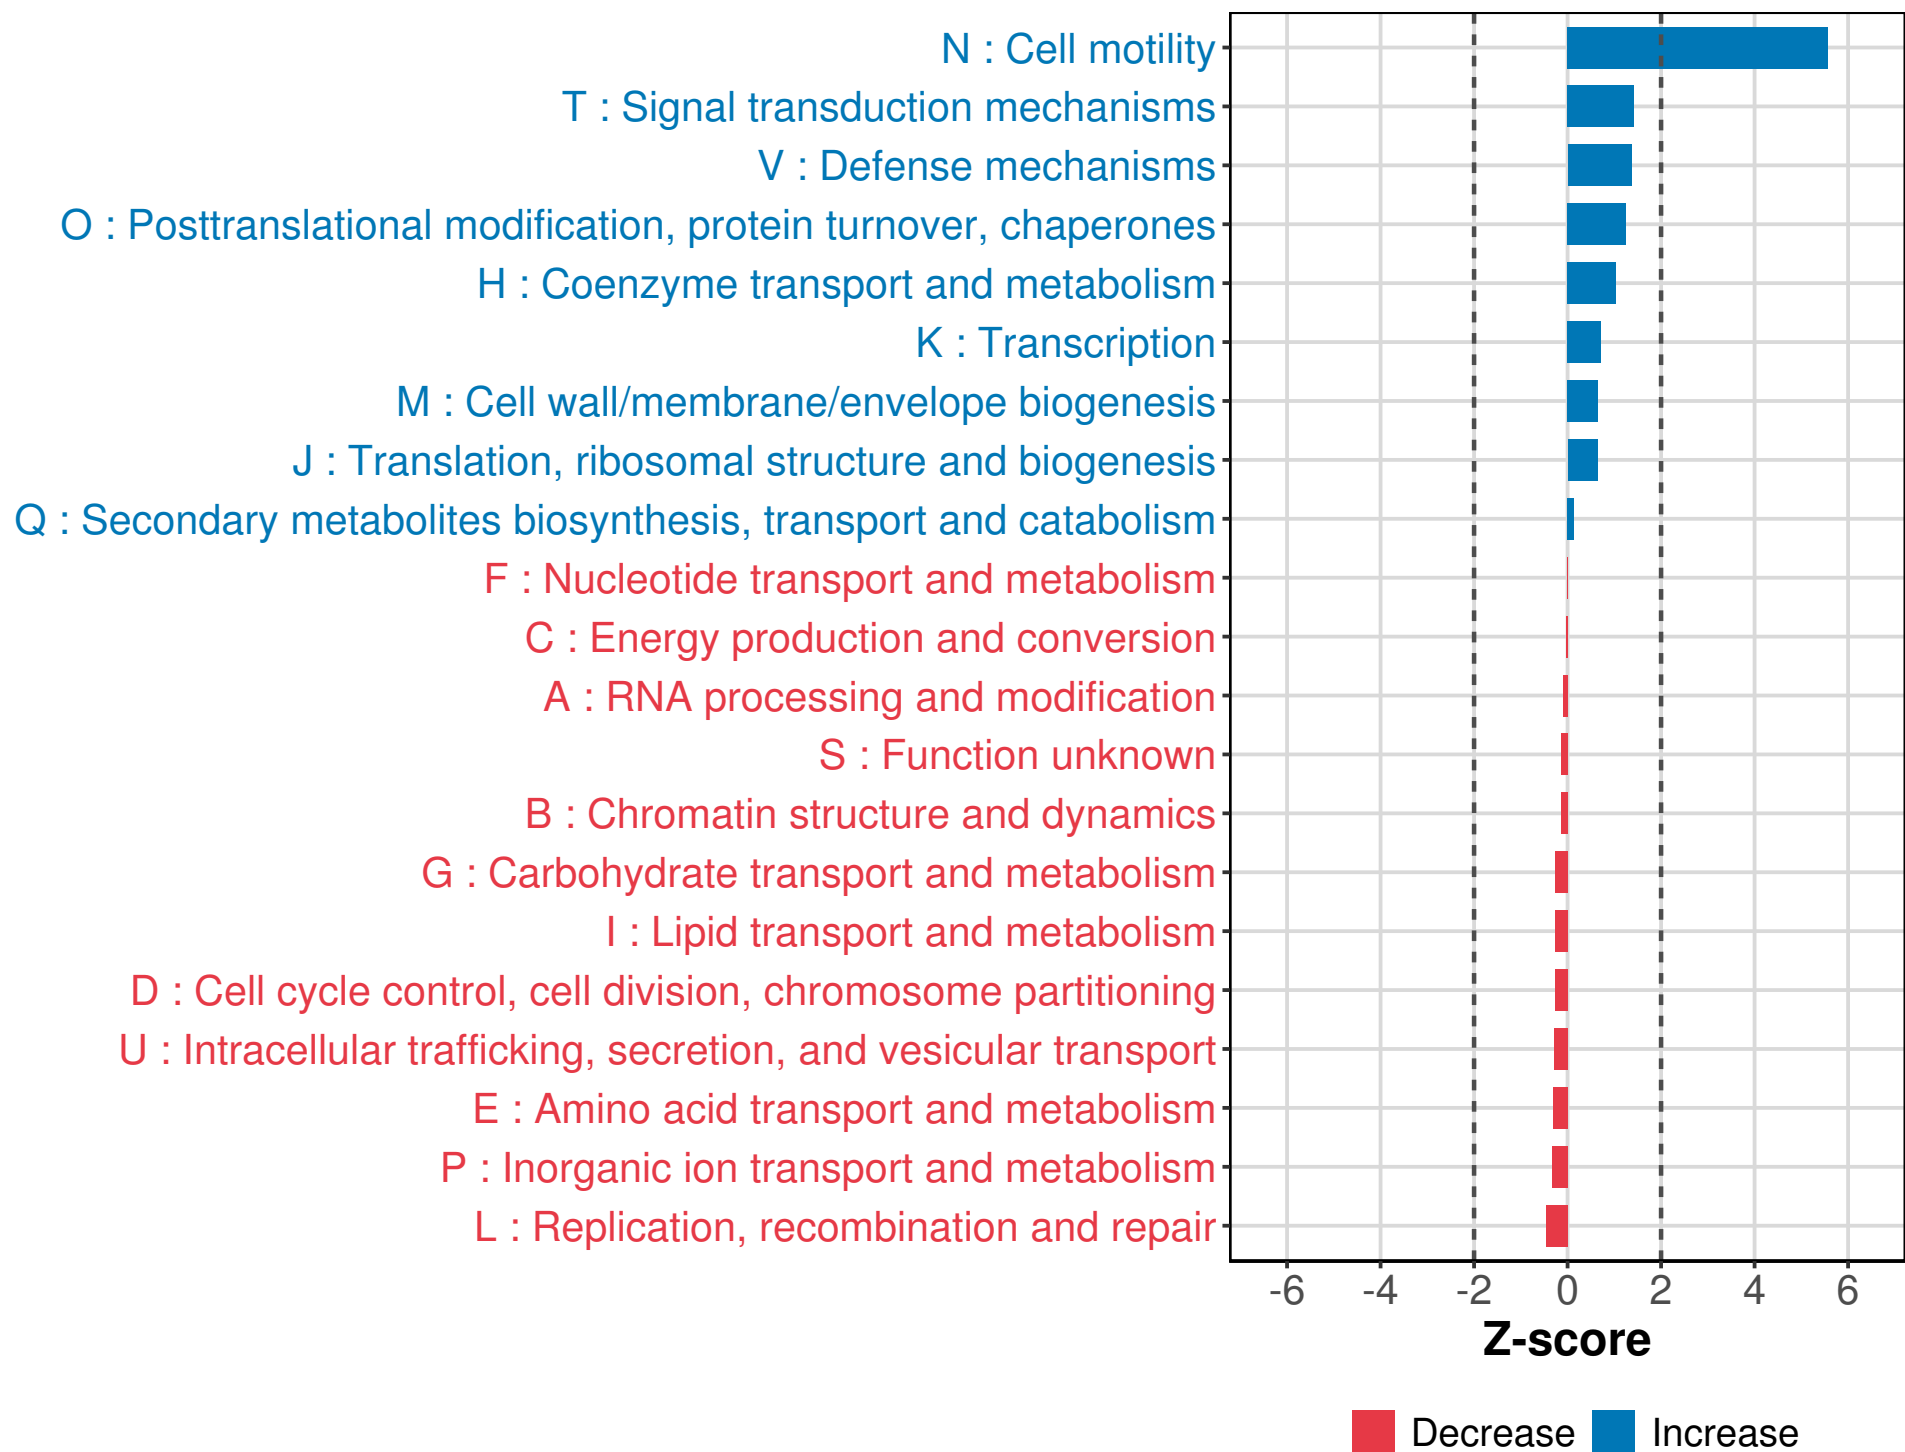 N : Cell motility
T : Signal transduction mechanisms
V : Defense mechanisms
O : Posttranslational modification, protein turnover, chaperones
H : Coenzyme transport and metabolism
K : Transcription
M : Cell wall/membrane/envelope biogenesis
J : Translation, ribosomal structure and biogenesis
Q : Secondary metabolites biosynthesis, transport and catabolism
F : Nucleotide transport and metabolism
C : Energy production and conversion
A : RNA processing and modification
S : Function unknown
B : Chromatin structure and dynamics
G : Carbohydrate transport and metabolism
I : Lipid transport and metabolism
D : Cell cycle control, cell division, chromosome partitioning
U : Intracellular trafficking, secretion, and vesicular transport
E : Amino acid transport and metabolism
P : Inorganic ion transport and metabolism
L : Replication, recombination and repair
-6 -4 -2 0 2 4 6
Z-score
Decrease Increase